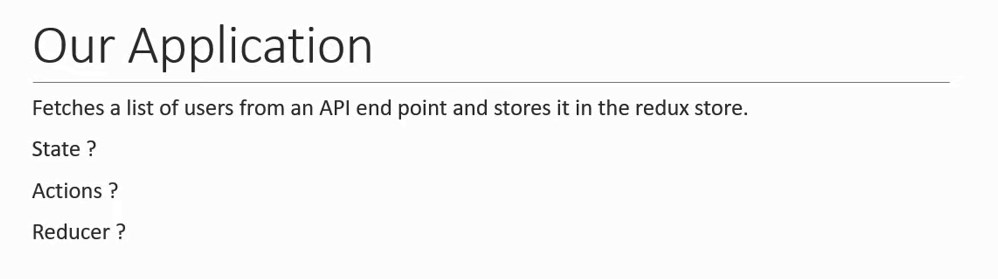 Our Application
Fetches a list of users from an API end point and stores it in the redux store.
State ?
Actions ?
Reducer ?